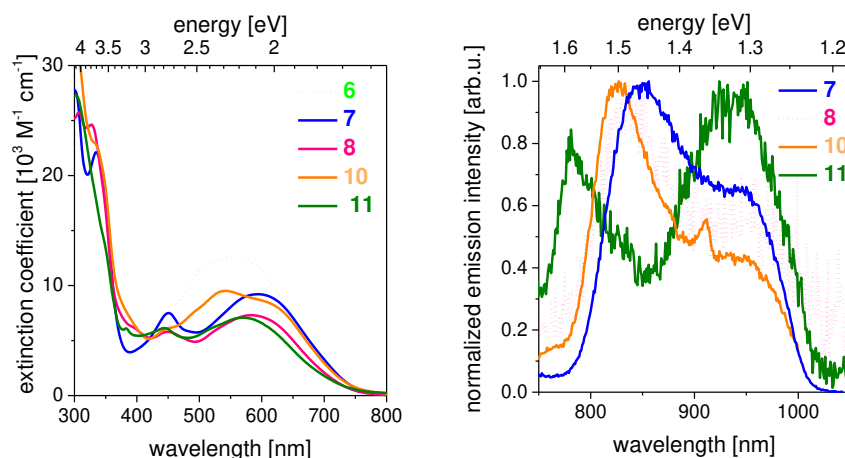 energy [eV]
4 3.5 3 2.5 2
30
20
10
0
extinction coefficient [10³ M⁻¹ cm⁻¹]
6
7
8
10
11
300 400 500 600 700 800
wavelength [nm]
energy [eV]
1.6 1.5 1.4 1.3 1.2
1.0
0.8
0.6
0.4
0.2
0.0
normalized emission intensity [arb.u.]
7
8
10
11
800 900 1000
wavelength [nm]